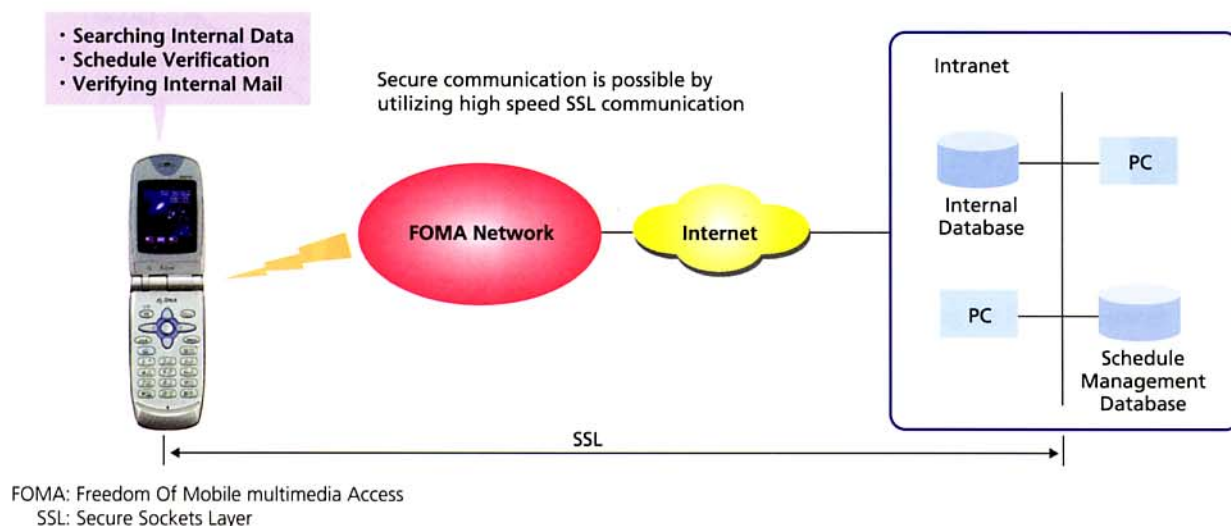 ・Searching Internal Data
・Schedule Verification
・Verifying Internal Mail
Secure communication is possible by
utilizing high speed SSL communication
Intranet
FOMA Network
Internet
Internal
Database
PC
PC
Schedule
Management
Database
SSL
FOMA: Freedom Of Mobile multimedia Access
SSL: Secure Sockets Layer